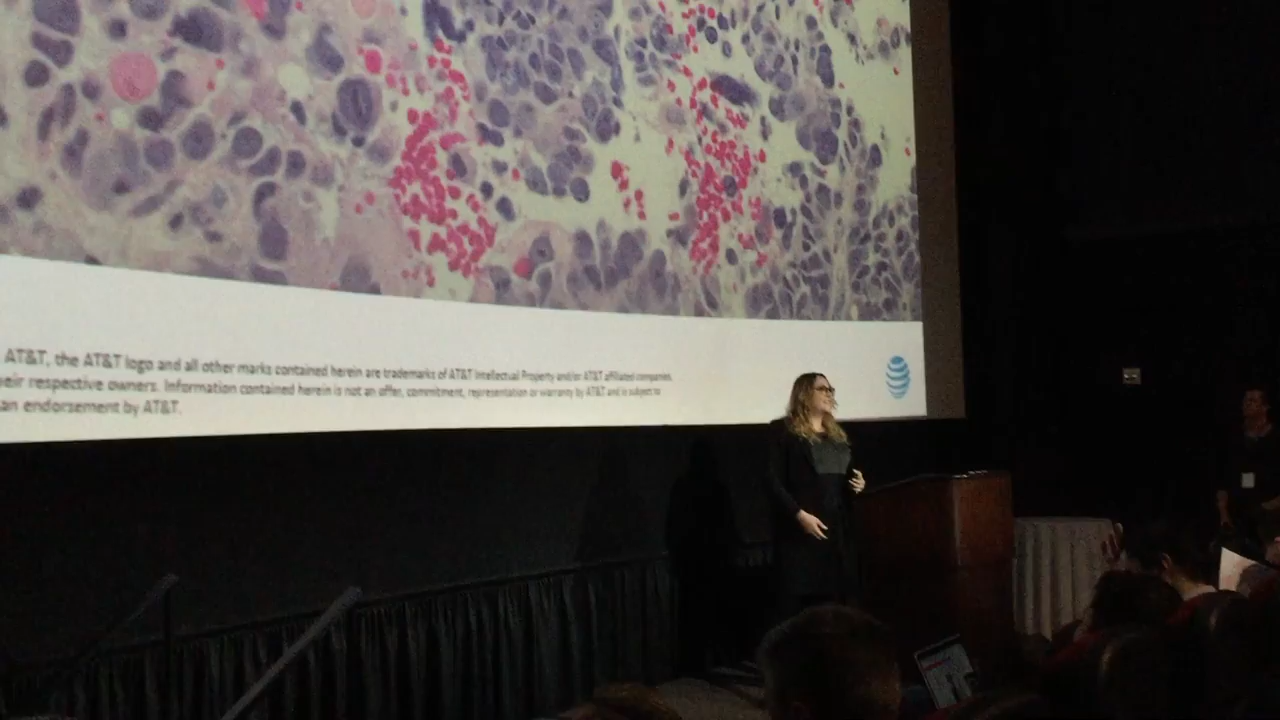 AT&T, the AT&T logo and all other marks contained herein are trademarks of AT&T Intellectual Property and/or AT&T affiliated companies.
eir respective owners. Information contained herein is not an offer, commitment, representation or warranty by AT&T and is subject to
an endorsement by AT&T.